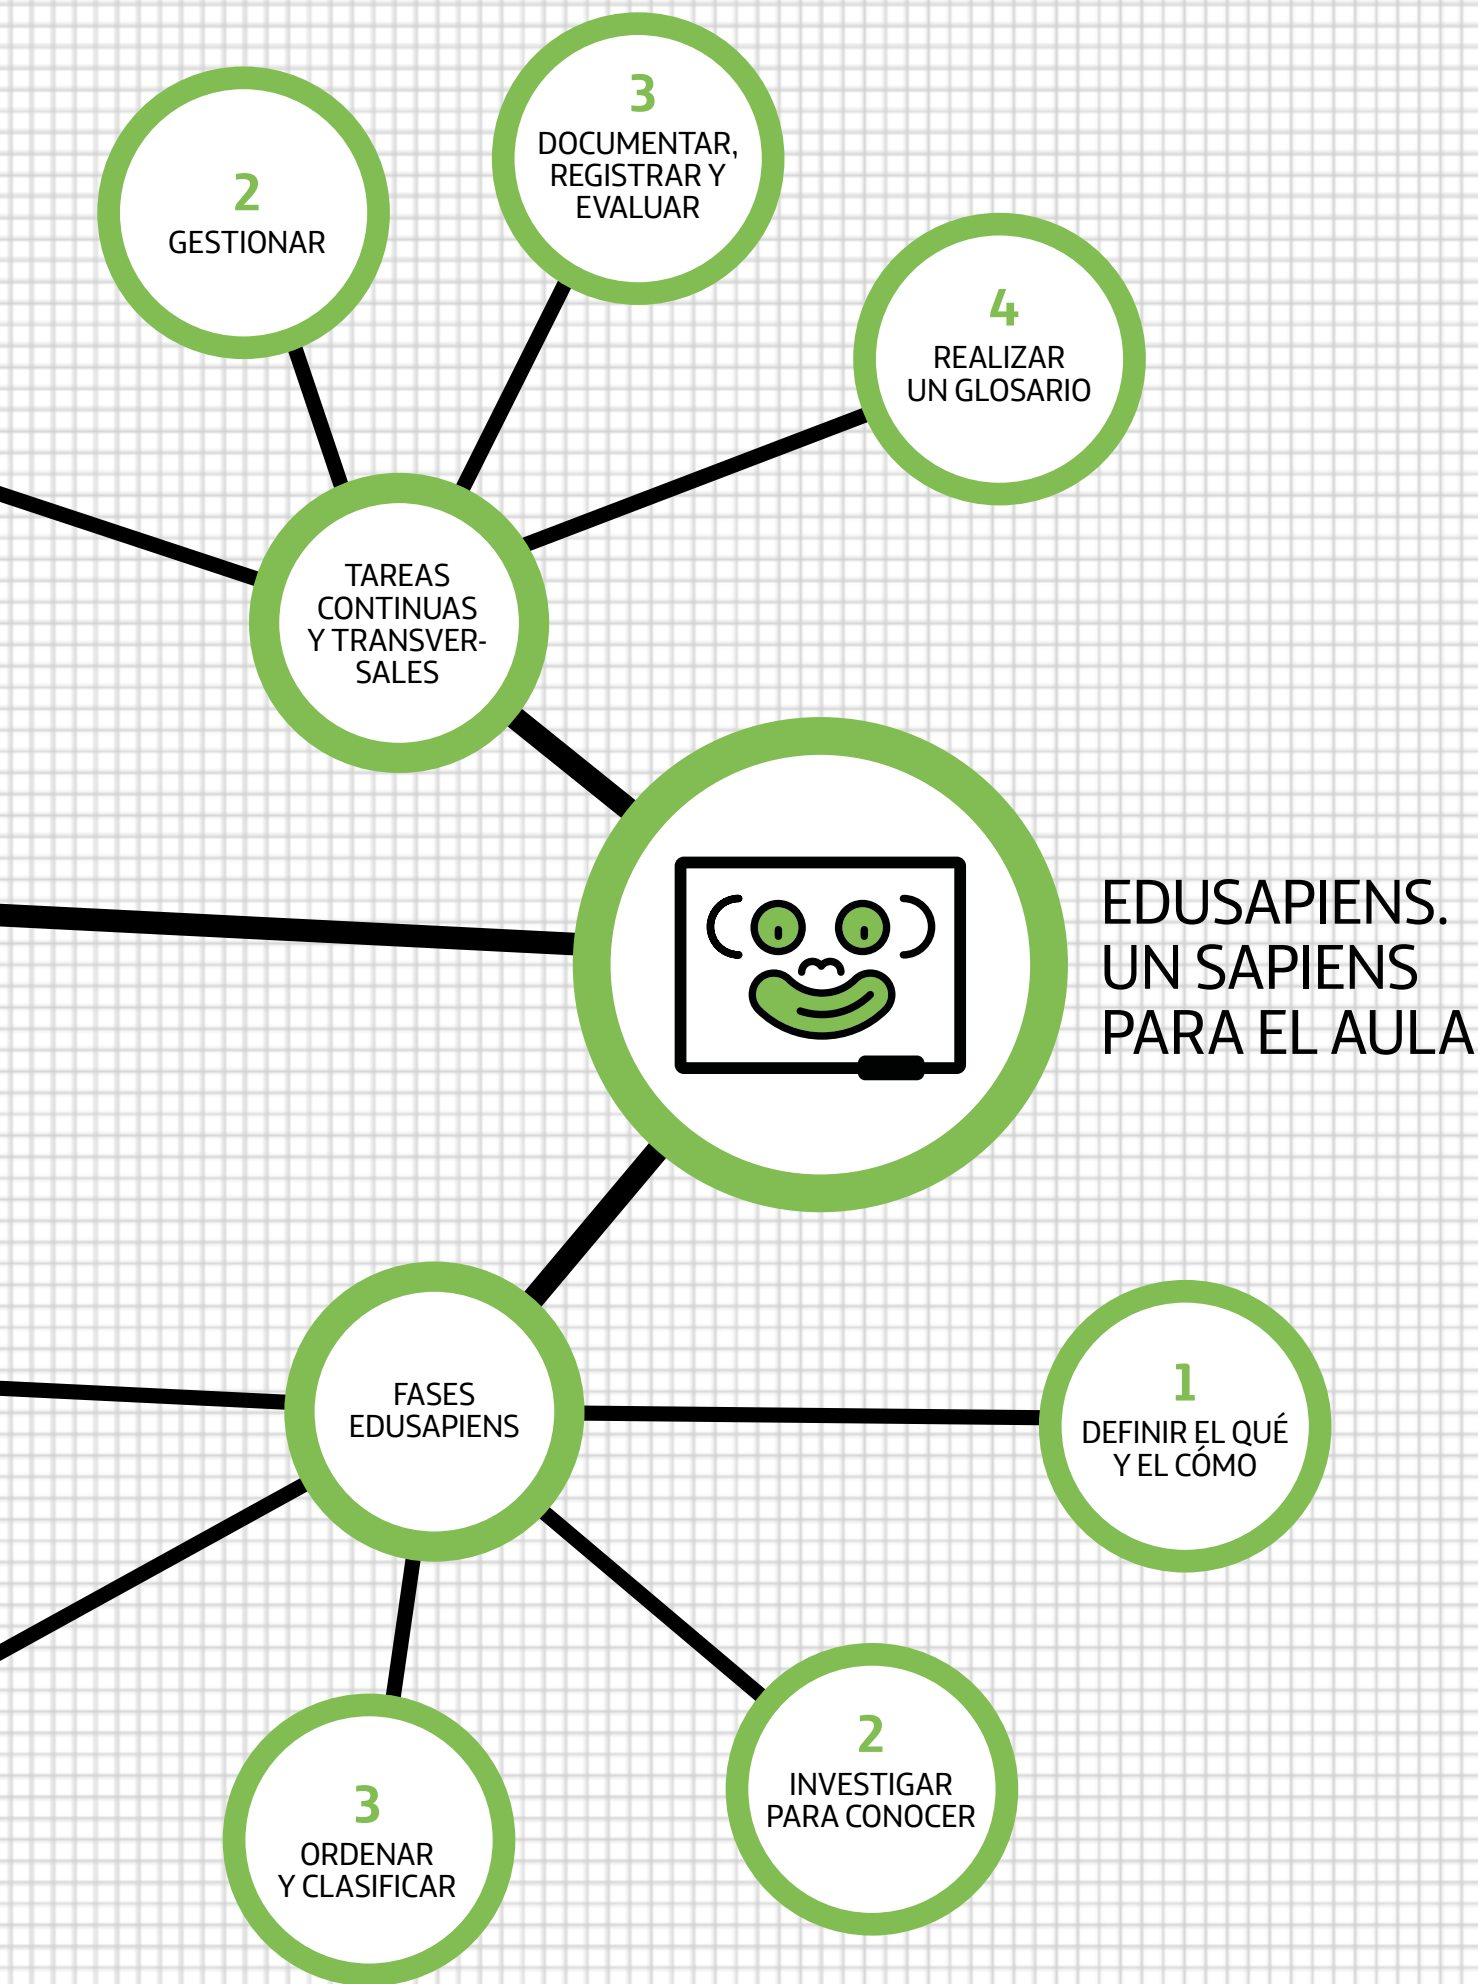 2
GESTIONAR
3
DOCUMENTAR,
REGISTRAR Y
EVALUAR
4
REALIZAR
UN GLOSARIO
TAREAS
CONTINUAS
Y TRANSVER-
SALES
EDUSAPIENS.
UN SAPIENS
PARA EL AULA
FASES
EDUSAPIENS
1
DEFINIR EL QUÉ
Y EL CÓMO
2
INVESTIGAR
PARA CONOCER
3
ORDENAR
Y CLASIFICAR